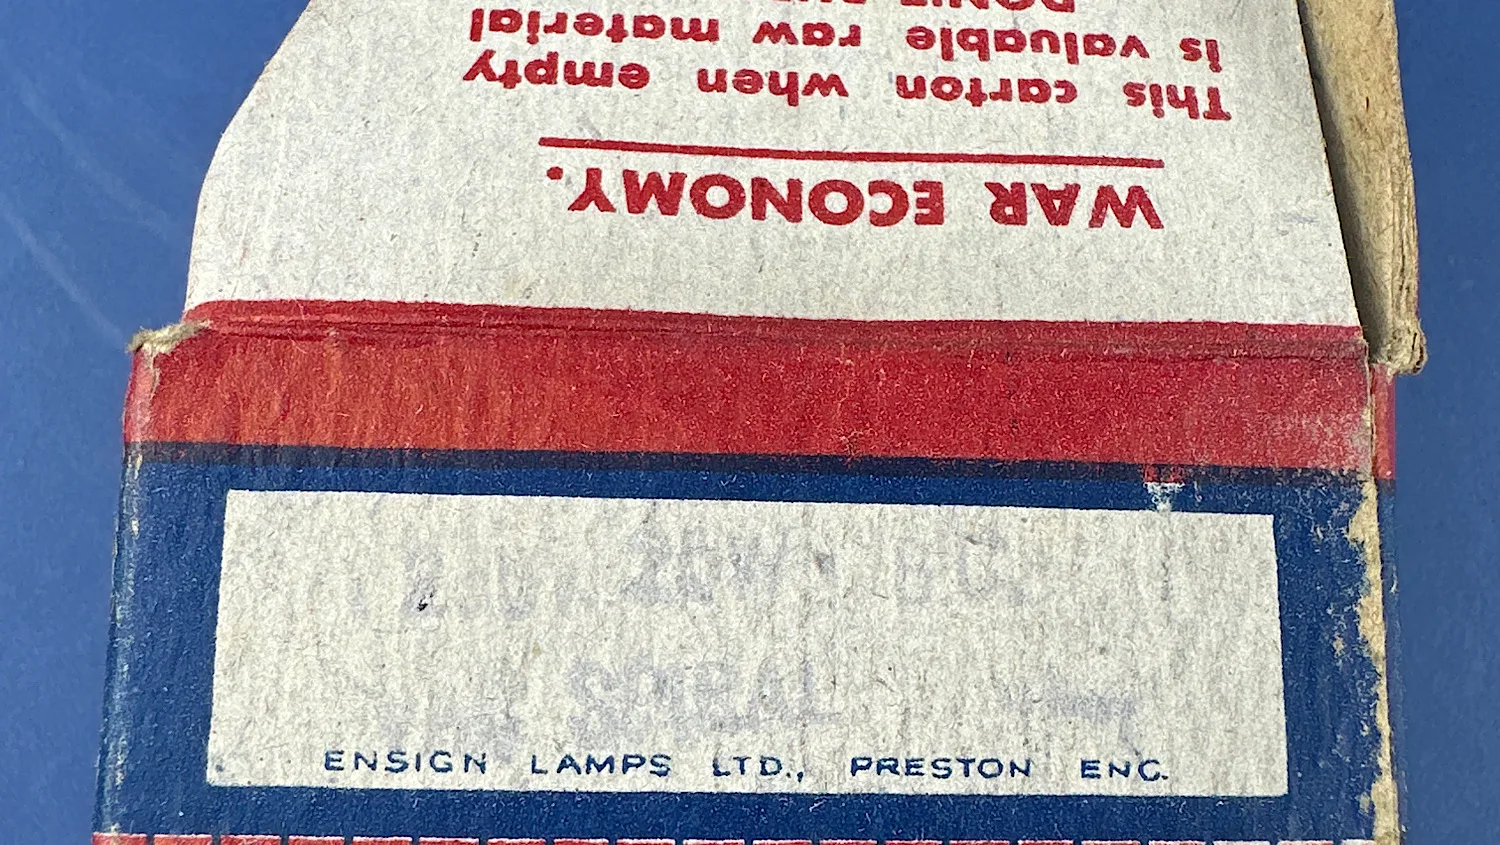 WAR ECONOMY.
This carton when empty
is valuable raw material
ENSIGN LAMPS LTD., PRESTON ENG.